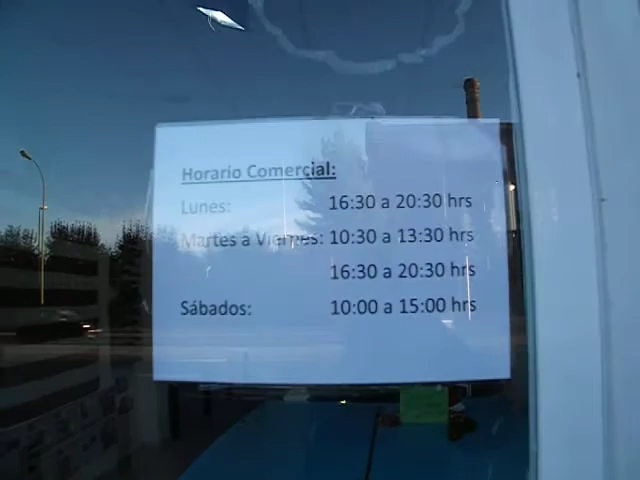 Horario Comercial:
Lunes: 16:30 a 20:30 hrs
Martes a Viernes: 10:30 a 13:30 hrs
16:30 a 20:30 hrs
Sábados: 10:00 a 15:00 hrs